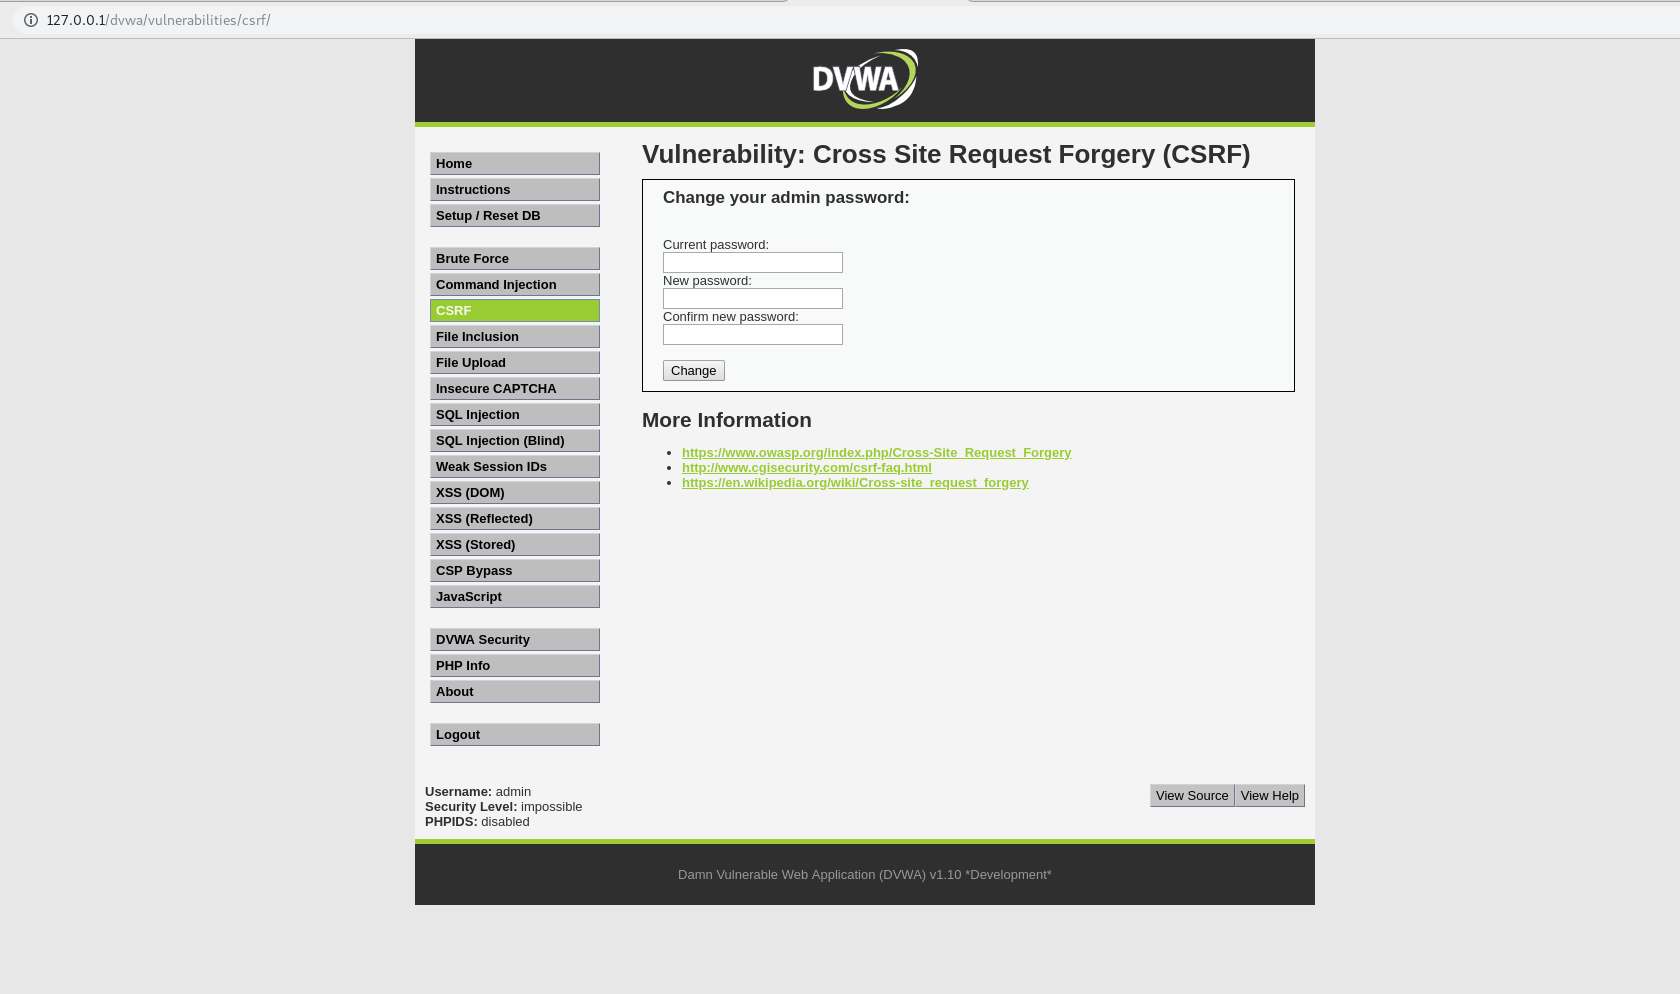 127.0.0.1/dvwa/vulnerabilities/csrf/
DVWA
Home
Instructions
Setup / Reset DB
Brute Force
Command Injection
CSRF
File Inclusion
File Upload
Insecure CAPTCHA
SQL Injection
SQL Injection (Blind)
Weak Session IDs
XSS (DOM)
XSS (Reflected)
XSS (Stored)
CSP Bypass
JavaScript
DVWA Security
PHP Info
About
Logout
Vulnerability: Cross Site Request Forgery (CSRF)
Change your admin password:
Current password:
New password:
Confirm new password:
Change
More Information
https://www.owasp.org/index.php/Cross-Site_Request_Forgery
http://www.cgisecurity.com/csrf-faq.html
https://en.wikipedia.org/wiki/Cross-site_request_forgery
Username: admin
Security Level: impossible
PHPIDS: disabled
View Source
View Help
Damn Vulnerable Web Application (DVWA) v1.10 *Development*